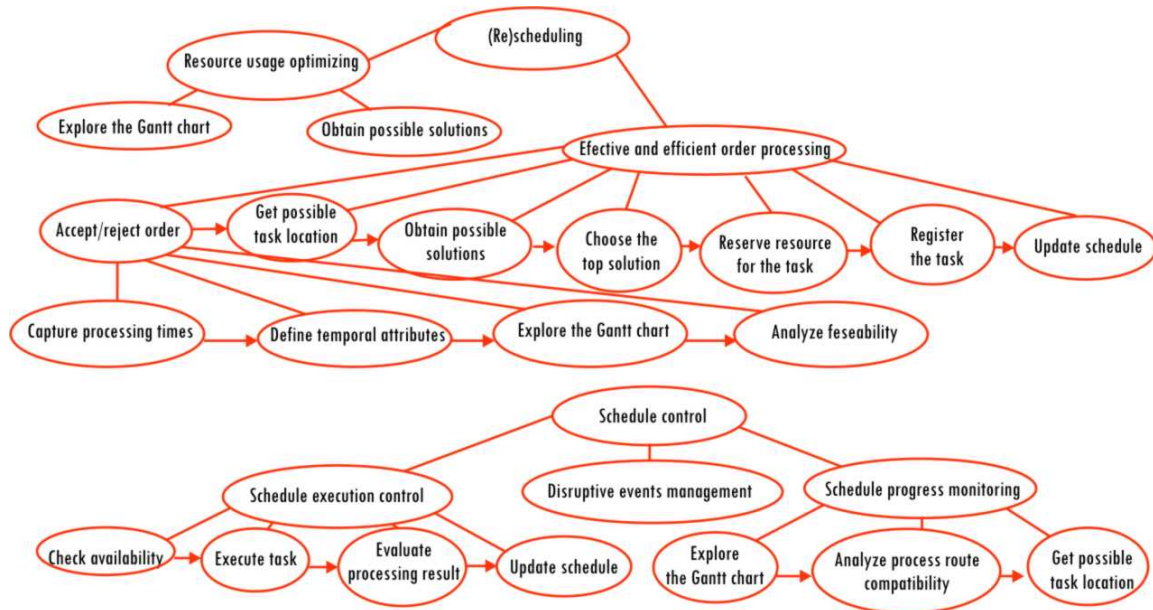 (Re)scheduling
Resource usage optimizing
Explore the Gantt chart
Obtain possible solutions
Efective and efficient order processing
Accept/reject order
Get possible
task location
Obtain possible
solutions
Choose the
top solution
Reserve resource
for the task
Register
the task
Update schedule
Capture processing times
Define temporal attributes
Explore the Gantt chart
Analyze feseability
Schedule control
Schedule execution control
Disruptive events management
Schedule progress monitoring
Check availability
Execute task
Evaluate
processing result
Update schedule
Explore
the Gantt chart
Analyze process route
compatibility
Get possible
task location